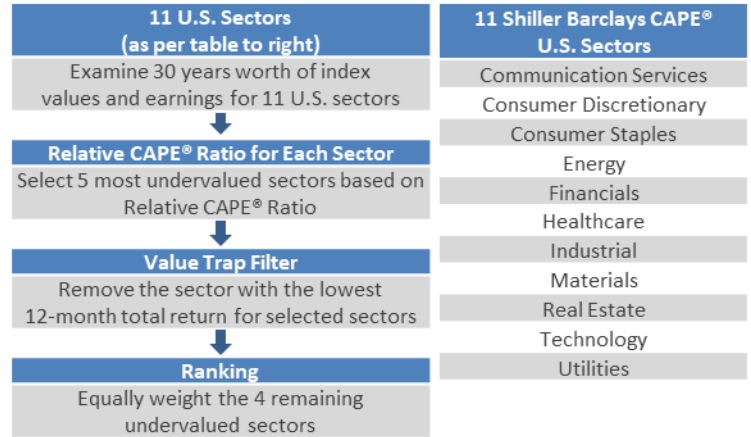 11 U.S. Sectors
(as per table to right)
Examine 30 years worth of index
values and earnings for 11 U.S. sectors
Relative CAPE® Ratio for Each Sector
Select 5 most undervalued sectors based on
Relative CAPE® Ratio
Value Trap Filter
Remove the sector with the lowest
12-month total return for selected sectors
Ranking
Equally weight the 4 remaining
undervalued sectors
11 Shiller Barclays CAPE®
U.S. Sectors
Communication Services
Consumer Discretionary
Consumer Staples
Energy
Financials
Healthcare
Industrial
Materials
Real Estate
Technology
Utilities